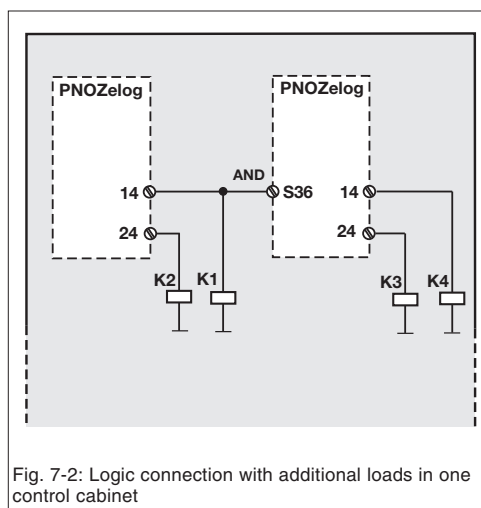 PNOZelog PNOZelog
AND
14 S36 14
24 24
K2 K1 K3 K4
Fig. 7-2: Logic connection with additional loads in one
control cabinet